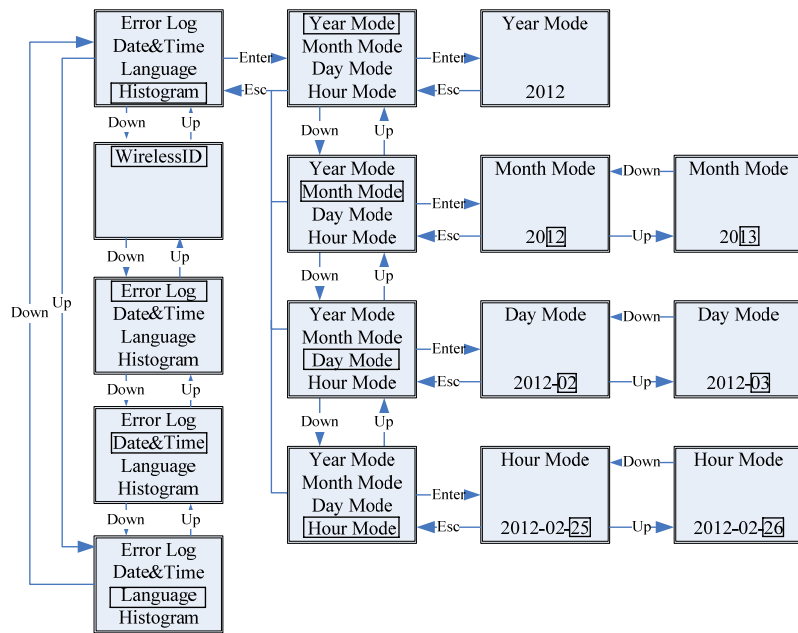 Error Log
Date&Time
Language
Histogram
Enter
Esc
Year Mode
Month Mode
Day Mode
Hour Mode
Enter
Esc
Year Mode
2012
Down
Up
Down
Up
WirelessID
Year Mode
Month Mode
Day Mode
Hour Mode
Enter
Esc
Month Mode
2012
Down
Up
Month Mode
2013
Down
Up
Down
Up
Down
Up
Error Log
Date&Time
Language
Histogram
Year Mode
Month Mode
Day Mode
Hour Mode
Enter
Esc
Day Mode
2012-02
Down
Up
Day Mode
2012-03
Down
Up
Down
Up
Error Log
Date&Time
Language
Histogram
Year Mode
Month Mode
Day Mode
Hour Mode
Enter
Esc
Hour Mode
2012-02-25
Down
Up
Hour Mode
2012-02-26
Down
Up
Error Log
Date&Time
Language
Histogram